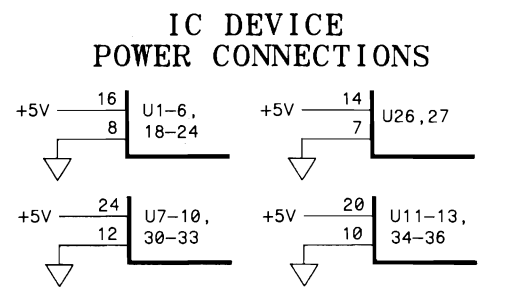 IC DEVICE
POWER CONNECTIONS
16
+5V
U1-6,
8
18-24
14
+5V
U26,27
7
24
+5V
U7-10,
12
30-33
20
+5V
U11-13,
10
34-36